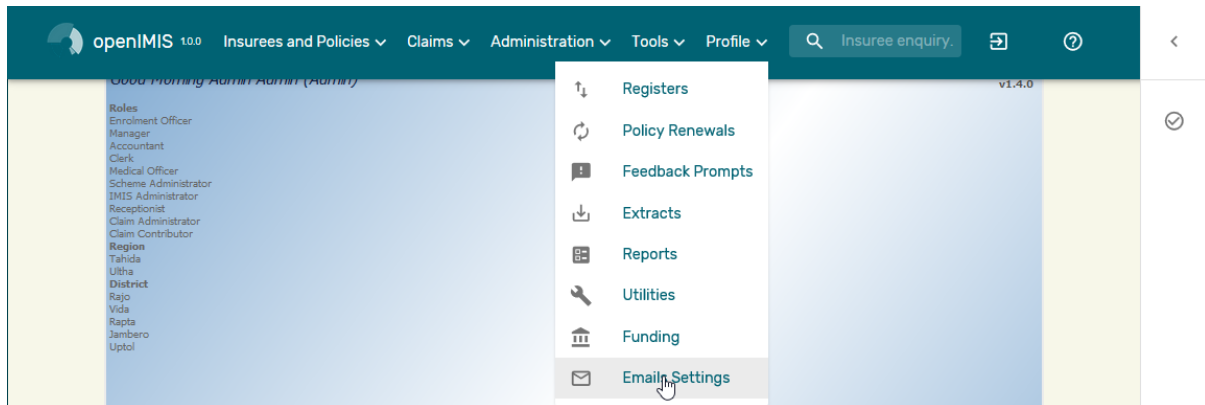 openIMIS 1.0.0 Insurees and Policies Claims Administration Tools Profile Insuree enquiry.
Good Morning Admin Admin (Admin)
v1.4.0
Roles
Enrolment Officer
Manager
Accountant
Clerk
Medical Officer
Scheme Administrator
IMIS Administrator
Receptionist
Claim Administrator
Claim Contributor
Region
Tahida
Ultha
District
Rajo
Vida
Rapta
Jambero
Uptol
Registers
Policy Renewals
Feedback Prompts
Extracts
Reports
Utilities
Funding
Emails Settings